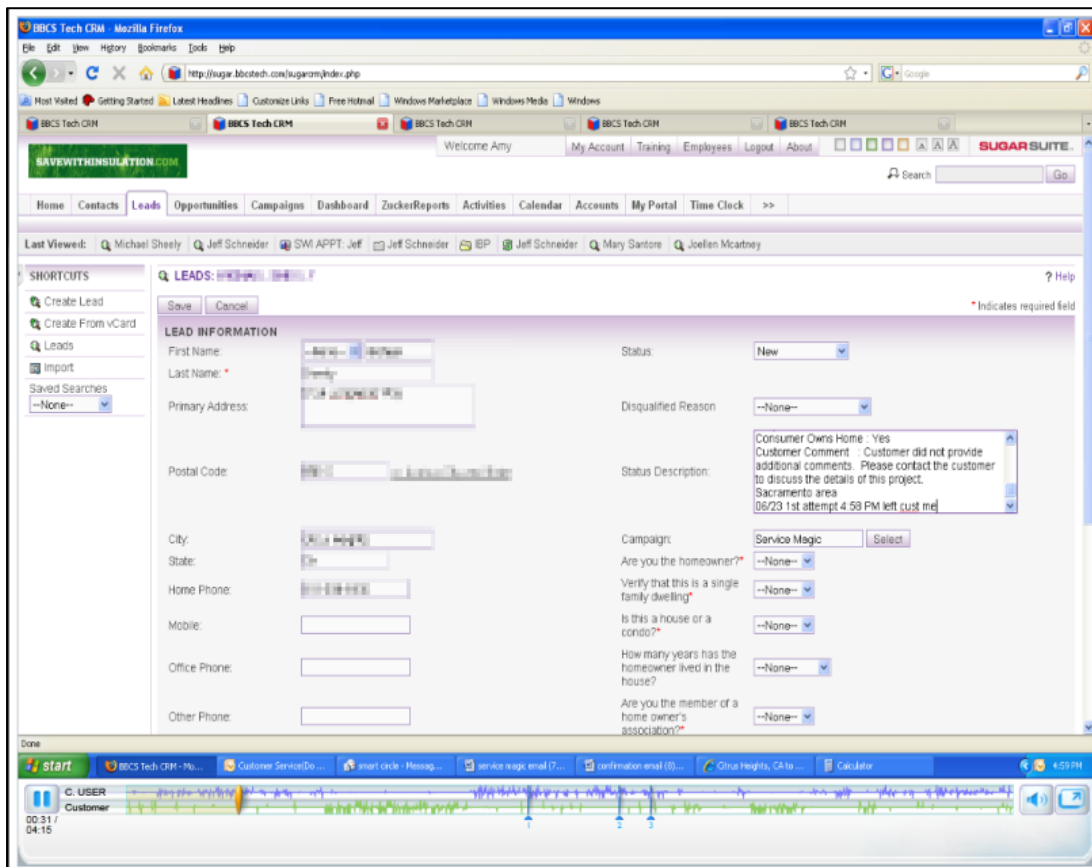 BBCS Tech CRM - Mozilla Firefox
File Edit View History Bookmarks Tools Help
http://sugar.bbcstech.com/sugarcrm/index.php
Google
Most Visited Getting Started Latest Headlines Customize Links Free Hotmail Windows Marketplace Windows Media Windows
BBCS Tech CRM BBCS Tech CRM BBCS Tech CRM BBCS Tech CRM BBCS Tech CRM
SAVEWITHINSULATION.COM
Welcome Amy My Account Training Employees Logout About A A A SUGARSUITE
Search Go
Home Contacts Leads Opportunities Campaigns Dashboard ZuckerReports Activities Calendar Accounts My Portal Time Clock >>
Last Viewed: Michael Sheely Jeff Schneider SWI APPT: Jeff Jeff Schneider IBP Jeff Schneider Mary Santore Joellen Mcartney
SHORTCUTS
Create Lead
Create From vCard
Leads
Import
Saved Searches
--None--
LEADS:
? Help
Save Cancel
* Indicates required field
LEAD INFORMATION
First Name:
Status: New
Last Name: *
Primary Address:
Disqualified Reason --None--
Postal Code:
Status Description:
Consumer Owns Home : Yes
Customer Comment : Customer did not provide
additional comments. Please contact the customer
to discuss the details of this project.
Sacramento area
06/23 1st attempt 4:58 PM left cust me
City:
Campaign: Service Magic Select
State:
Are you the homeowner?* --None--
Home Phone:
Verify that this is a single
family dwelling* --None--
Mobile:
Is this a house or a
condo?* --None--
Office Phone:
How many years has the
homeowner lived in the
house? --None--
Other Phone:
Are you the member of a
home owner's
association?* --None--
Done
start BBCS Tech CRM - Mo... Customer Service(Do... smart circle - Messag... service magic email (7... confirmation email (8)... Citrus Heights, CA to ... Calculator 4:59 PM
C. USER
Customer
00:31 /
04:15
1 2 3